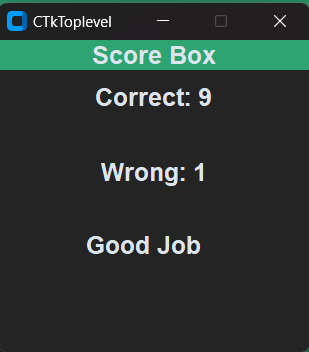 CTkToplevel
Score Box
Correct: 9
Wrong: 1
Good Job